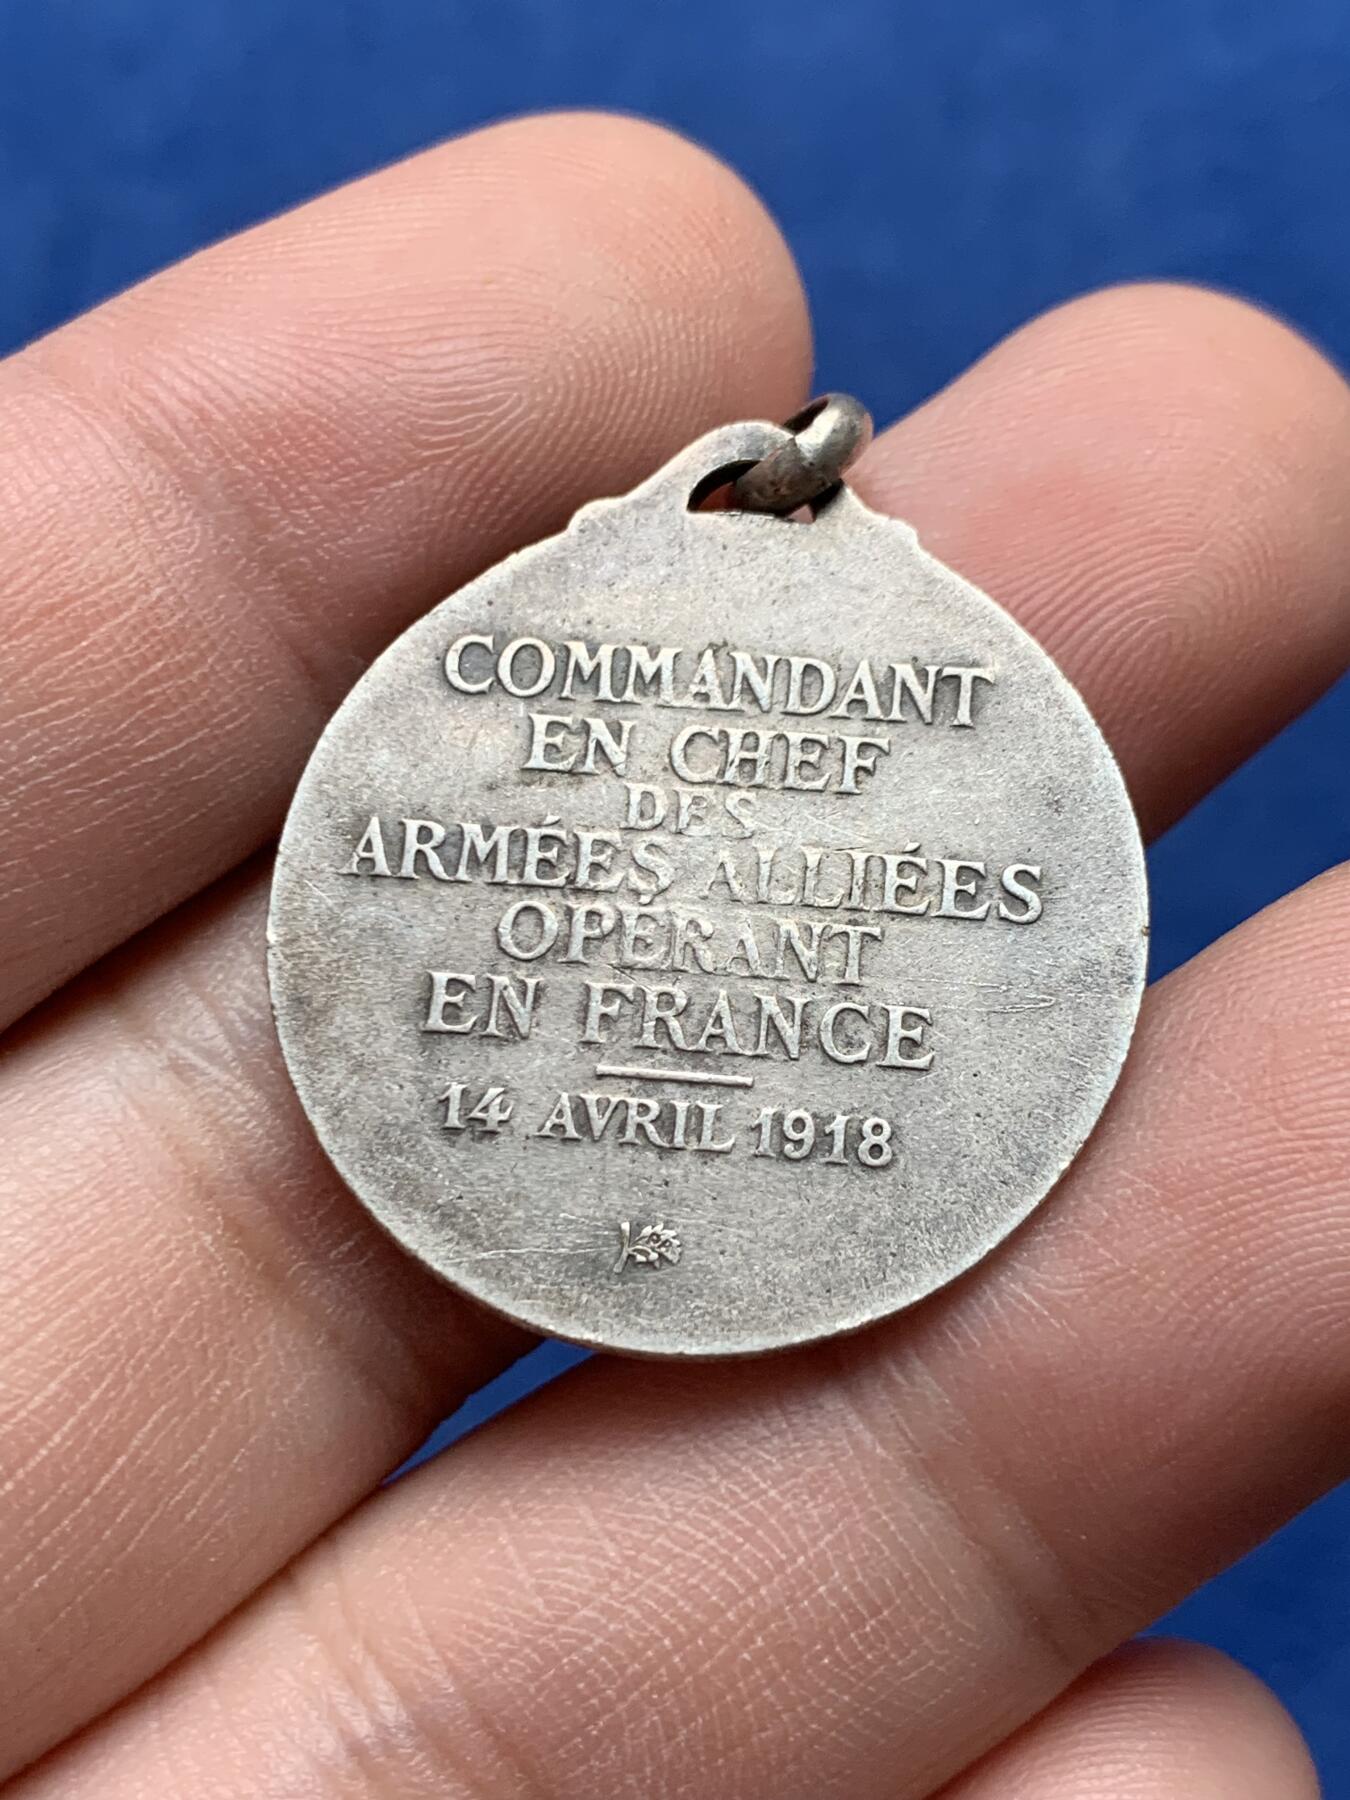 COMMANDANT
EN CHEF
DES
ARMÉES ALLIÉES
OPÉRANT
EN FRANCE
14 AVRIL 1918